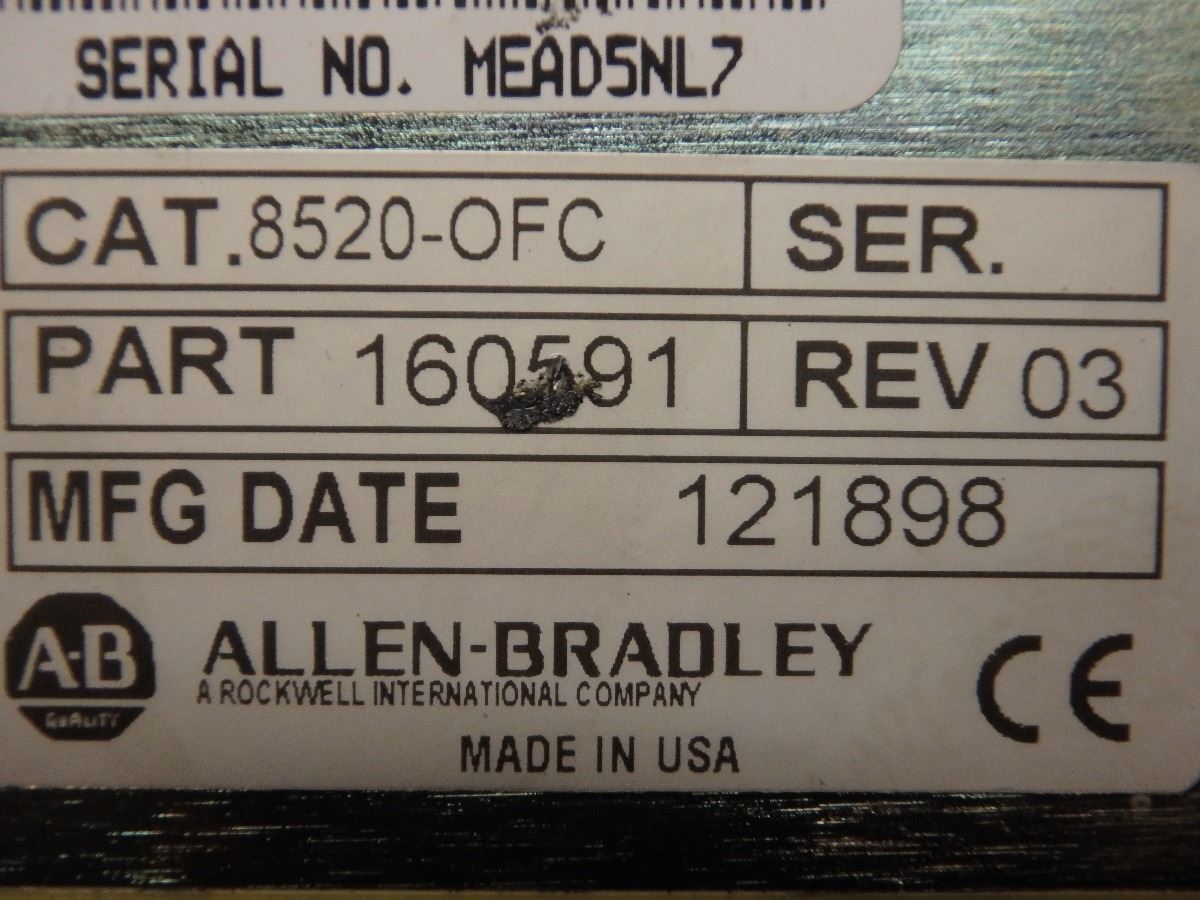 SERIAL NO. MEAD5NL7
CAT. 8520-OFC SER.
PART 160591 REV 03
MFG DATE 121898
A-B
QUALITY
ALLEN-BRADLEY
A ROCKWELL INTERNATIONAL COMPANY
MADE IN USA
CE